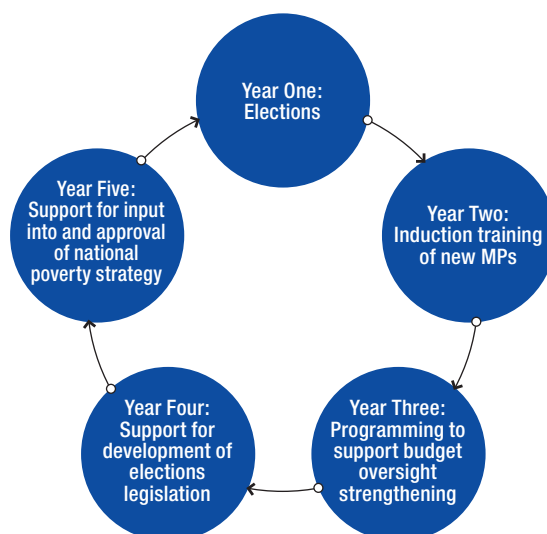 Year One:
Elections
Year Two:
Induction training
of new MPs
Year Three:
Programming to
support budget
oversight
strengthening
Year Four:
Support for
development of
elections
legislation
Year Five:
Support for input
into and approval
of national
poverty strategy